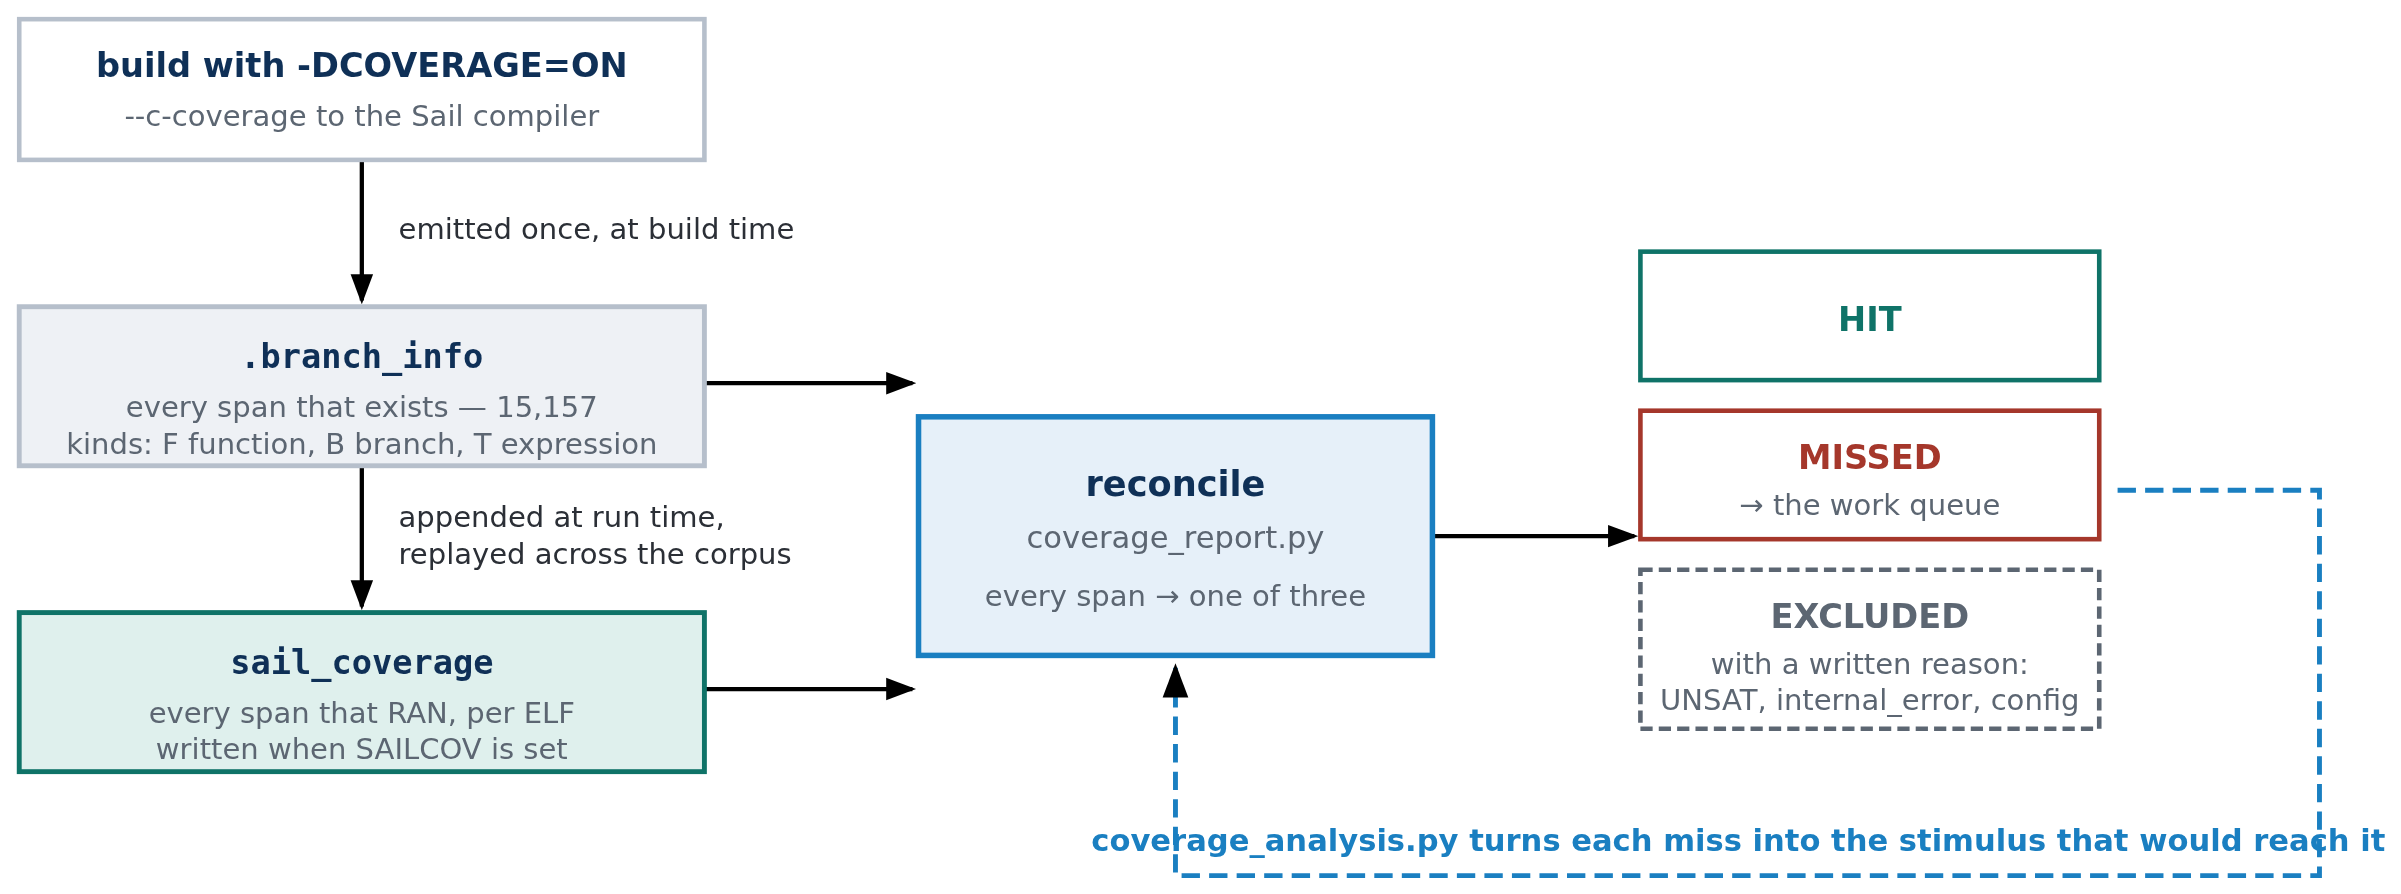 build with -DCOVERAGE=ON
--c-coverage to the Sail compiler
emitted once, at build time
.branch_info
every span that exists — 15,157
kinds: F function, B branch, T expression
appended at run time,
replayed across the corpus
sail_coverage
every span that RAN, per ELF
written when SAILCOV is set
reconcile
coverage_report.py
every span → one of three
HIT
MISSED
→ the work queue
EXCLUDED
with a written reason:
UNSAT, internal_error, config
coverage_analysis.py turns each miss into the stimulus that would reach it